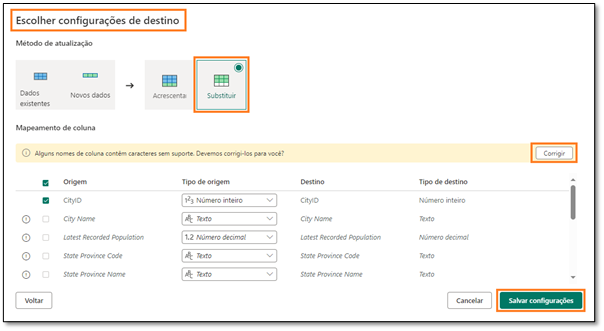 Escolher configurações de destino
Método de atualização
Dados existentes
Novos dados
Acrescenta
Substituir
Mapeamento de coluna
Alguns nomes de coluna contêm caracteres sem suporte. Devemos corrigi-los para você?
Corrigir
Origem Tipo de origem Destino Tipo de destino
CityID 1²3 Número inteiro CityID Número inteiro
City Name Texto City Name Texto
Latest Recorded Population 1.2 Número decimal Latest Recorded Population Número decimal
State Province Code Texto State Province Code Texto
State Province Name Texto State Province Name Texto
Voltar Cancelar Salvar configurações